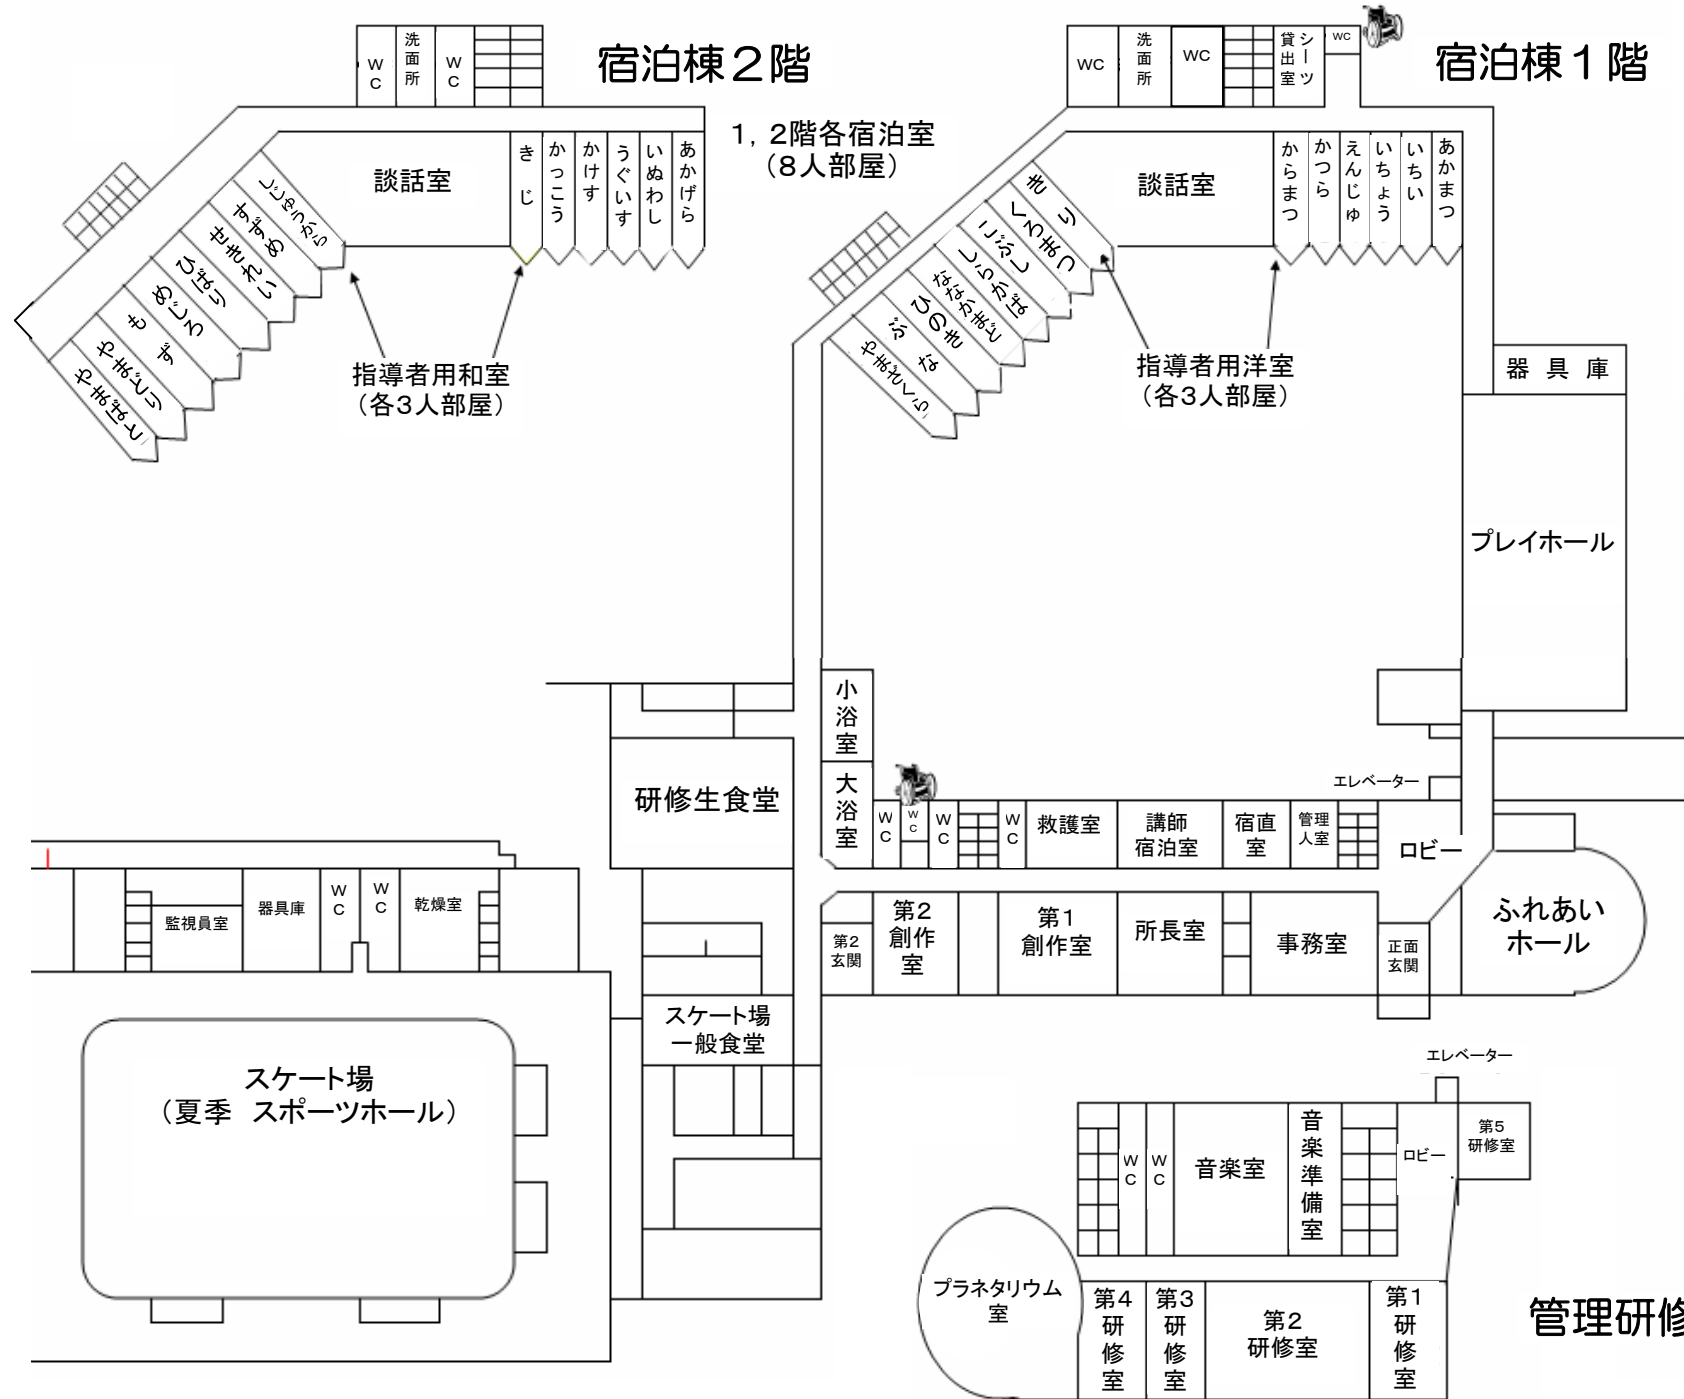 宿泊棟２階
WC
洗面所
WC
談話室
きじ
かっこう
かけす
うぐいす
いぬわし
あかげら
しじゅうから
すずめ
せきれい
ひばり
めじろ
もず
やまどり
やまばと
指導者用和室
（各3人部屋）
1，2階各宿泊室
（8人部屋）
宿泊棟１階
WC
洗面所
WC
シーツ
貸出室
WC
談話室
からまつ
かつら
えんじゅ
いちょう
いちい
あかまつ
きり
くろまつ
こぶし
しらかば
ななかまど
ひのき
ぶな
やまざくら
指導者用洋室
（各3人部屋）
器具庫
プレイホール
小浴室
大浴室
研修生食堂
WC
WC
WC
WC
救護室
講師
宿泊室
宿直
室
管理
人室
エレベーター
ロビー
ふれあい
ホール
第2
玄関
第2
創作
室
第1
創作室
所長室
事務室
正面
玄関
監視員室
器具庫
WC
WC
乾燥室
スケート場
一般食堂
スケート場
（夏季　スポーツホール）
エレベーター
WC
WC
音楽室
音楽準備室
ロビー
第5
研修室
プラネタリウム
室
第4
研修室
第3
研修室
第2
研修室
第1
研修室
管理研修